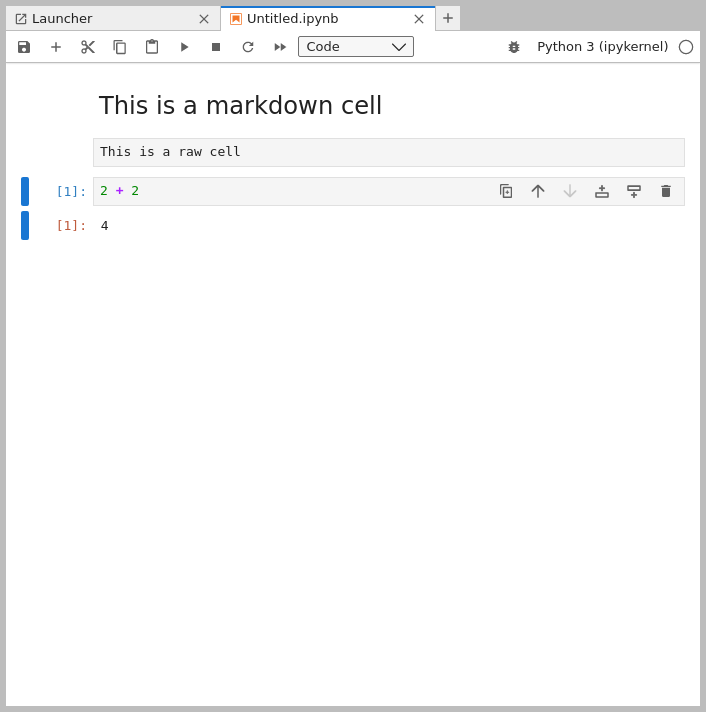 Launcher
Untitled.ipynb
Code
Python 3 (ipykernel)
This is a markdown cell
This is a raw cell
[1]: 2 + 2
[1]: 4